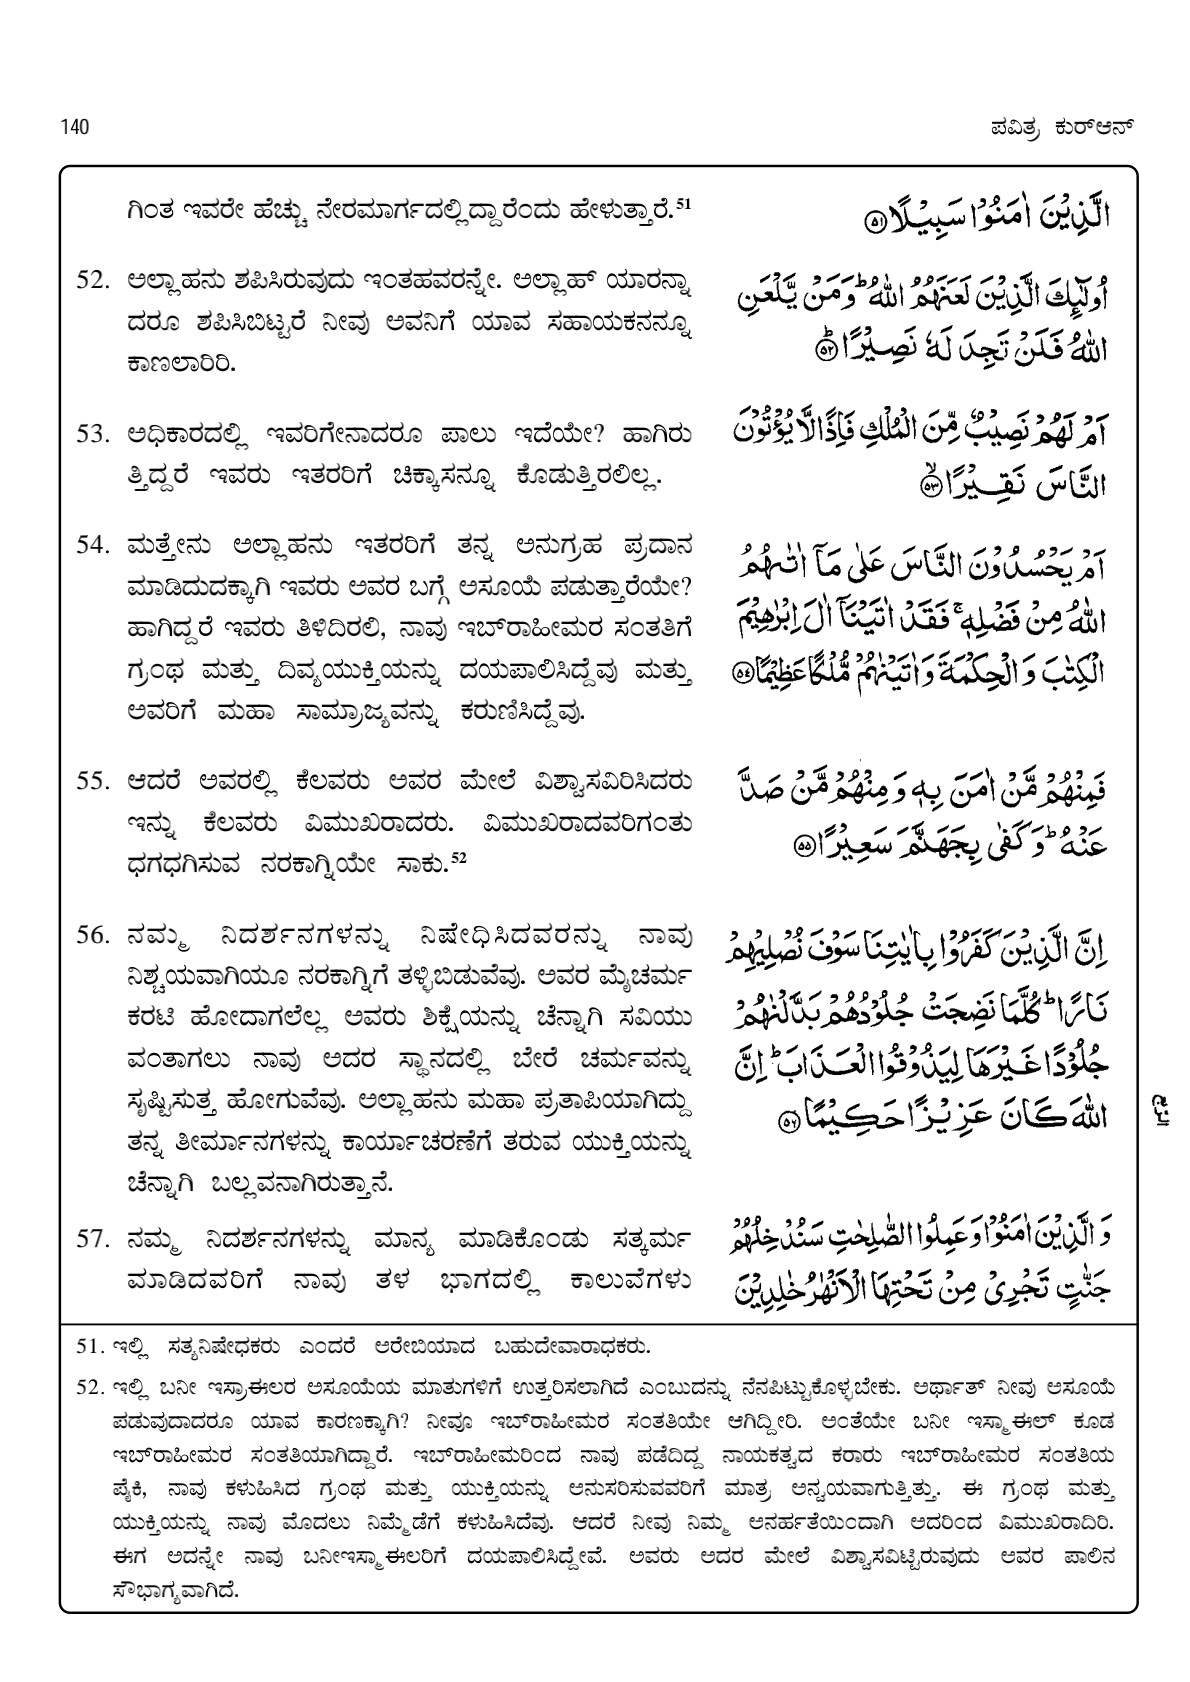 140
ಪವಿತ್ರ ಕುರ್‌ಆನ್
ಗಿಂತ ಇವರೇ ಹೆಚ್ಚು ನೇರಮಾರ್ಗದಲ್ಲಿದ್ದಾರೆಂದು ಹೇಳುತ್ತಾರೆ.51
52. ಅಲ್ಲಾಹನು ಶಪಿಸಿರುವುದು ಇಂತಹವರನ್ನೇ. ಅಲ್ಲಾಹ್ ಯಾರನ್ನಾ
ದರೂ ಶಪಿಸಿಬಿಟ್ಟರೆ ನೀವು ಅವನಿಗೆ ಯಾವ ಸಹಾಯಕನನ್ನೂ
ಕಾಣಲಾರಿರಿ.
53. ಅಧಿಕಾರದಲ್ಲಿ ಇವರಿಗೇನಾದರೂ ಪಾಲು ಇದೆಯೇ? ಹಾಗಿರು
ತ್ತಿದ್ದರೆ ಇವರು ಇತರರಿಗೆ ಚಿಕ್ಕಾಸನ್ನೂ ಕೊಡುತ್ತಿರಲಿಲ್ಲ.
54. ಮತ್ತೇನು ಅಲ್ಲಾಹನು ಇತರರಿಗೆ ತನ್ನ ಅನುಗ್ರಹ ಪ್ರದಾನ
ಮಾಡಿದುದಕ್ಕಾಗಿ ಇವರು ಅವರ ಬಗ್ಗೆ ಅಸೂಯೆ ಪಡುತ್ತಾರೆಯೇ?
ಹಾಗಿದ್ದರೆ ಇವರು ತಿಳಿದಿರಲಿ, ನಾವು ಇಬ್‌ರಾಹೀಮರ ಸಂತತಿಗೆ
ಗ್ರಂಥ ಮತ್ತು ದಿವ್ಯಯುಕ್ತಿಯನ್ನು ದಯಪಾಲಿಸಿದ್ದೆವು ಮತ್ತು
ಅವರಿಗೆ ಮಹಾ ಸಾಮ್ರಾಜ್ಯವನ್ನು ಕರುಣಿಸಿದ್ದೆವು.
55. ಆದರೆ ಅವರಲ್ಲಿ ಕೆಲವರು ಅವರ ಮೇಲೆ ವಿಶ್ವಾಸವಿರಿಸಿದರು
ಇನ್ನು ಕೆಲವರು ವಿಮುಖರಾದರು. ವಿಮುಖರಾದವರಿಗಂತು
ಧಗಧಗಿಸುವ ನರಕಾಗ್ನಿಯೇ ಸಾಕು.52
56. ನಮ್ಮ ನಿದರ್ಶನಗಳನ್ನು ನಿಷೇಧಿಸಿದವರನ್ನು ನಾವು
ನಿಶ್ಚಯವಾಗಿಯೂ ನರಕಾಗ್ನಿಗೆ ತಳ್ಳಿಬಿಡುವೆವು. ಅವರ ಮೈಚರ್ಮ
ಕರಟಿ ಹೋದಾಗಲೆಲ್ಲ ಅವರು ಶಿಕ್ಷೆಯನ್ನು ಚೆನ್ನಾಗಿ ಸವಿಯು
ವಂತಾಗಲು ನಾವು ಅದರ ಸ್ಥಾನದಲ್ಲಿ ಬೇರೆ ಚರ್ಮವನ್ನು
ಸೃಷ್ಟಿಸುತ್ತ ಹೋಗುವೆವು. ಅಲ್ಲಾಹನು ಮಹಾ ಪ್ರತಾಪಿಯಾಗಿದ್ದು
ತನ್ನ ತೀರ್ಮಾನಗಳನ್ನು ಕಾರ್ಯಾಚರಣೆಗೆ ತರುವ ಯುಕ್ತಿಯನ್ನು
ಚೆನ್ನಾಗಿ ಬಲ್ಲವನಾಗಿರುತ್ತಾನೆ.
57. ನಮ್ಮ ನಿದರ್ಶನಗಳನ್ನು ಮಾನ್ಯ ಮಾಡಿಕೊಂಡು ಸತ್ಕರ್ಮ
ಮಾಡಿದವರಿಗೆ ನಾವು ತಳ ಭಾಗದಲ್ಲಿ ಕಾಲುವೆಗಳು
الَّذِيْنَ اٰمَنُوْا سَبِيْلًا ﴿٥١﴾
اُولٰٓئِكَ الَّذِيْنَ لَعَنَهُمُ اللّٰهُ ؕ وَمَنْ يَّلْعَنِ
اللّٰهُ فَلَنْ تَجِدَ لَهٗ نَصِيْرًا ﴿٥٢﴾ؕ
اَمْ لَهُمْ نَصِيْبٌ مِّنَ الْمُلْكِ فَاِذًا لَّا يُؤْتُوْنَ
النَّاسَ نَقِيْرًا ﴿٥٣﴾ۙ
اَمْ يَحْسُدُوْنَ النَّاسَ عَلٰى مَاۤ اٰتٰىهُمُ
اللّٰهُ مِنْ فَضْلِهٖ ۚ فَقَدْ اٰتَيْنَاۤ اٰلَ اِبْرٰهِيْمَ
الْكِتٰبَ وَالْحِكْمَةَ وَاٰتَيْنٰهُمْ مُّلْكًا عَظِيْمًا ﴿٥٤﴾
فَمِنْهُمْ مَّنْ اٰمَنَ بِهٖ وَمِنْهُمْ مَّنْ صَدَّ
عَنْهُ ؕ وَكَفٰى بِجَهَنَّمَ سَعِيْرًا ﴿٥٥﴾
اِنَّ الَّذِيْنَ كَفَرُوْا بِاٰيٰتِنَا سَوْفَ نُصْلِيْهِمْ
نَارًا ؕ كُلَّمَا نَضِجَتْ جُلُوْدُهُمْ بَدَّلْنٰهُمْ
جُلُوْدًا غَيْرَهَا لِيَذُوْقُوا الْعَذَابَ ؕ اِنَّ
اللّٰهَ كَانَ عَزِيْزًا حَكِيْمًا ﴿٥٦﴾
وَالَّذِيْنَ اٰمَنُوْا وَعَمِلُوا الصّٰلِحٰتِ سَنُدْخِلُهُمْ
جَنّٰتٍ تَجْرِىْ مِنْ تَحْتِهَا الْاَنْهٰرُ خٰلِدِيْنَ
الربع
51. ಇಲ್ಲಿ ಸತ್ಯನಿಷೇಧಕರು ಎಂದರೆ ಅರೇಬಿಯಾದ ಬಹುದೇವಾರಾಧಕರು.
52. ಇಲ್ಲಿ ಬನೀ ಇಸ್ರಾಈಲರ ಅಸೂಯೆಯ ಮಾತುಗಳಿಗೆ ಉತ್ತರಿಸಲಾಗಿದೆ ಎಂಬುದನ್ನು ನೆನಪಿಟ್ಟುಕೊಳ್ಳಬೇಕು. ಅರ್ಥಾತ್ ನೀವು ಅಸೂಯೆ
ಪಡುವುದಾದರೂ ಯಾವ ಕಾರಣಕ್ಕಾಗಿ? ನೀವೂ ಇಬ್‌ರಾಹೀಮರ ಸಂತತಿಯೇ ಆಗಿದ್ದೀರಿ. ಅಂತೆಯೇ ಬನೀ ಇಸ್ಮಾಈಲ್ ಕೂಡ
ಇಬ್‌ರಾಹೀಮರ ಸಂತತಿಯಾಗಿದ್ದಾರೆ. ಇಬ್‌ರಾಹೀಮರಿಂದ ನಾವು ಪಡೆದಿದ್ದ ನಾಯಕತ್ವದ ಕರಾರು ಇಬ್‌ರಾಹೀಮರ ಸಂತತಿಯ
ಪೈಕಿ, ನಾವು ಕಳುಹಿಸಿದ ಗ್ರಂಥ ಮತ್ತು ಯುಕ್ತಿಯನ್ನು ಅನುಸರಿಸುವವರಿಗೆ ಮಾತ್ರ ಅನ್ವಯವಾಗುತ್ತಿತ್ತು. ಈ ಗ್ರಂಥ ಮತ್ತು
ಯುಕ್ತಿಯನ್ನು ನಾವು ಮೊದಲು ನಿಮ್ಮೆಡೆಗೆ ಕಳುಹಿಸಿದೆವು. ಆದರೆ ನೀವು ನಿಮ್ಮ ಅನರ್ಹತೆಯಿಂದಾಗಿ ಅದರಿಂದ ವಿಮುಖರಾದಿರಿ.
ಈಗ ಅದನ್ನೇ ನಾವು ಬನೀಇಸ್ಮಾಈಲರಿಗೆ ದಯಪಾಲಿಸಿದ್ದೇವೆ. ಅವರು ಅದರ ಮೇಲೆ ವಿಶ್ವಾಸವಿಟ್ಟಿರುವುದು ಅವರ ಪಾಲಿನ
ಸೌಭಾಗ್ಯವಾಗಿದೆ.